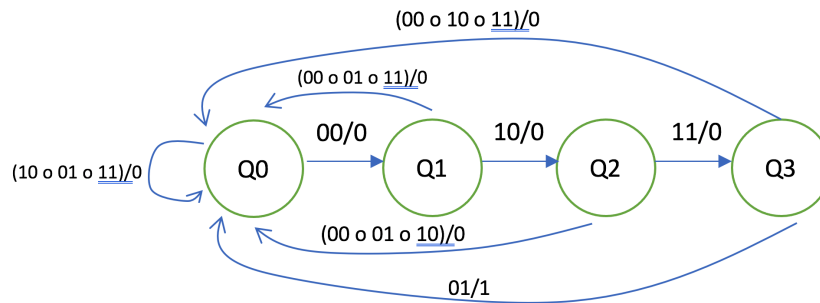 (00 o 10 o 11)/0
(00 o 01 o 11)/0
00/0
10/0
11/0
(10 o 01 o 11)/0
Q0
Q1
Q2
Q3
(00 o 01 o 10)/0
01/1